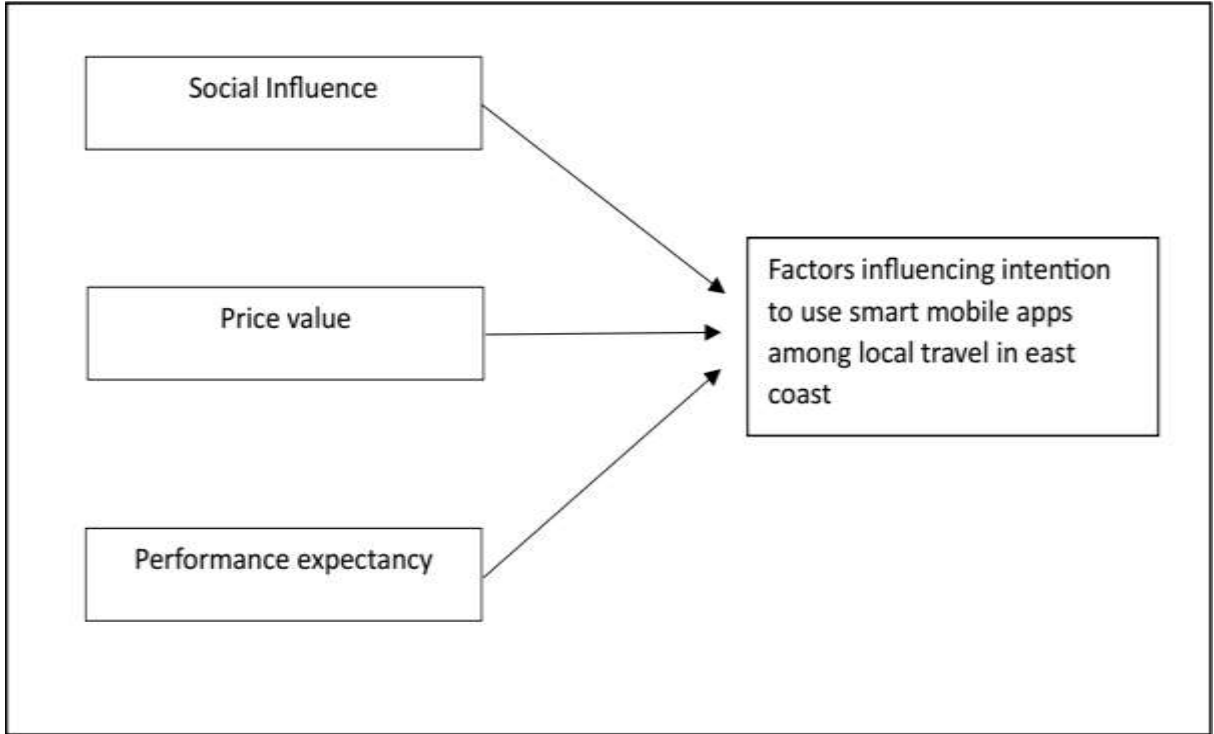 Social Influence
Price value
Performance expectancy
Factors influencing intention
to use smart mobile apps
among local travel in east
coast